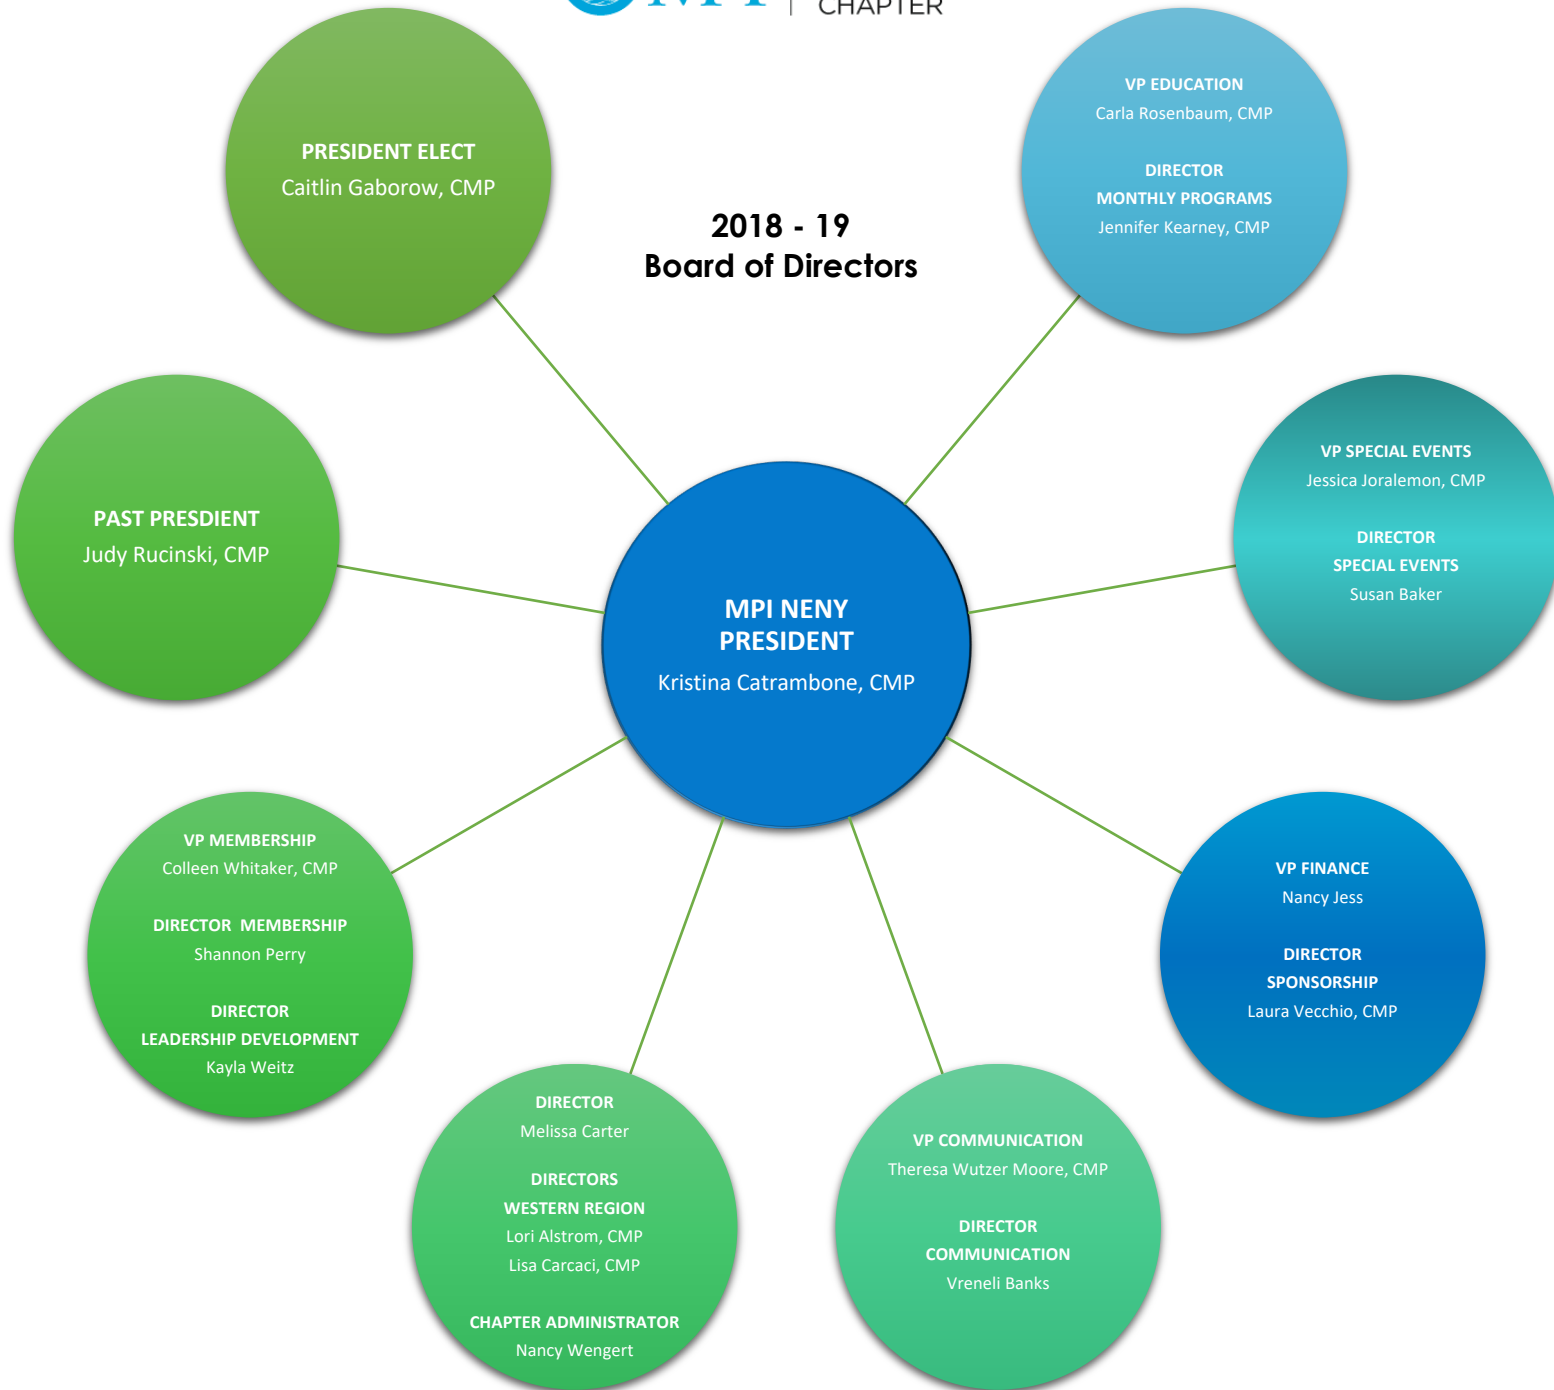 CHAPTER
PRESIDENT ELECT
Caitlin Gaborow, CMP
2018 - 19
Board of Directors
VP EDUCATION
Carla Rosenbaum, CMP
DIRECTOR
MONTHLY PROGRAMS
Jennifer Kearney, CMP
PAST PRESDIENT
Judy Rucinski, CMP
VP SPECIAL EVENTS
Jessica Joralemon, CMP
DIRECTOR
SPECIAL EVENTS
Susan Baker
MPI NENY
PRESIDENT
Kristina Catrambone, CMP
VP MEMBERSHIP
Colleen Whitaker, CMP
DIRECTOR  MEMBERSHIP
Shannon Perry
DIRECTOR
LEADERSHIP DEVELOPMENT
Kayla Weitz
VP FINANCE
Nancy Jess
DIRECTOR
SPONSORSHIP
Laura Vecchio, CMP
DIRECTOR
Melissa Carter
DIRECTORS
WESTERN REGION
Lori Alstrom, CMP
Lisa Carcaci, CMP
CHAPTER ADMINISTRATOR
Nancy Wengert
VP COMMUNICATION
Theresa Wutzer Moore, CMP
DIRECTOR
COMMUNICATION
Vreneli Banks